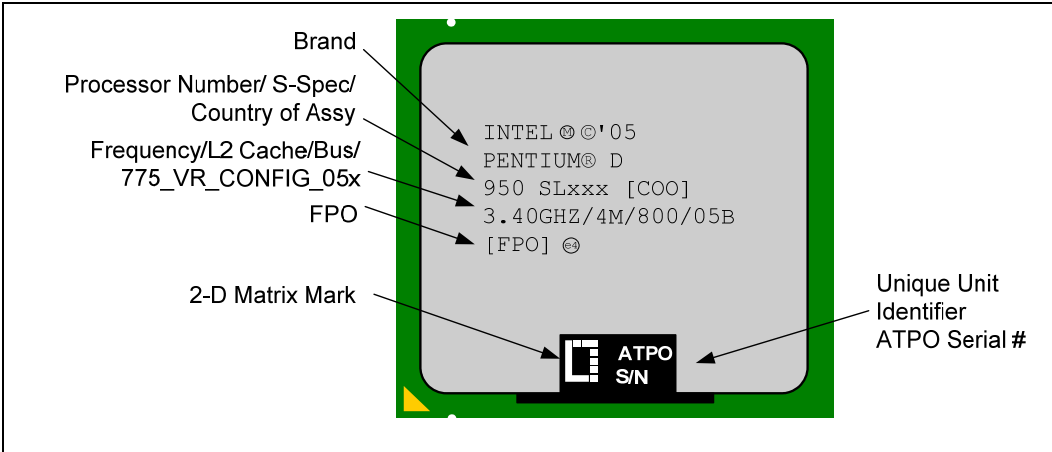 Brand
Processor Number/ S-Spec/
Country of Assy
Frequency/L2 Cache/Bus/
775_VR_CONFIG_05x
FPO
2-D Matrix Mark
INTEL Ⓜ ©'05
PENTIUM® D
950 SLxxx [COO]
3.40GHZ/4M/800/05B
[FPO] e4
ATPO
S/N
Unique Unit
Identifier
ATPO Serial #